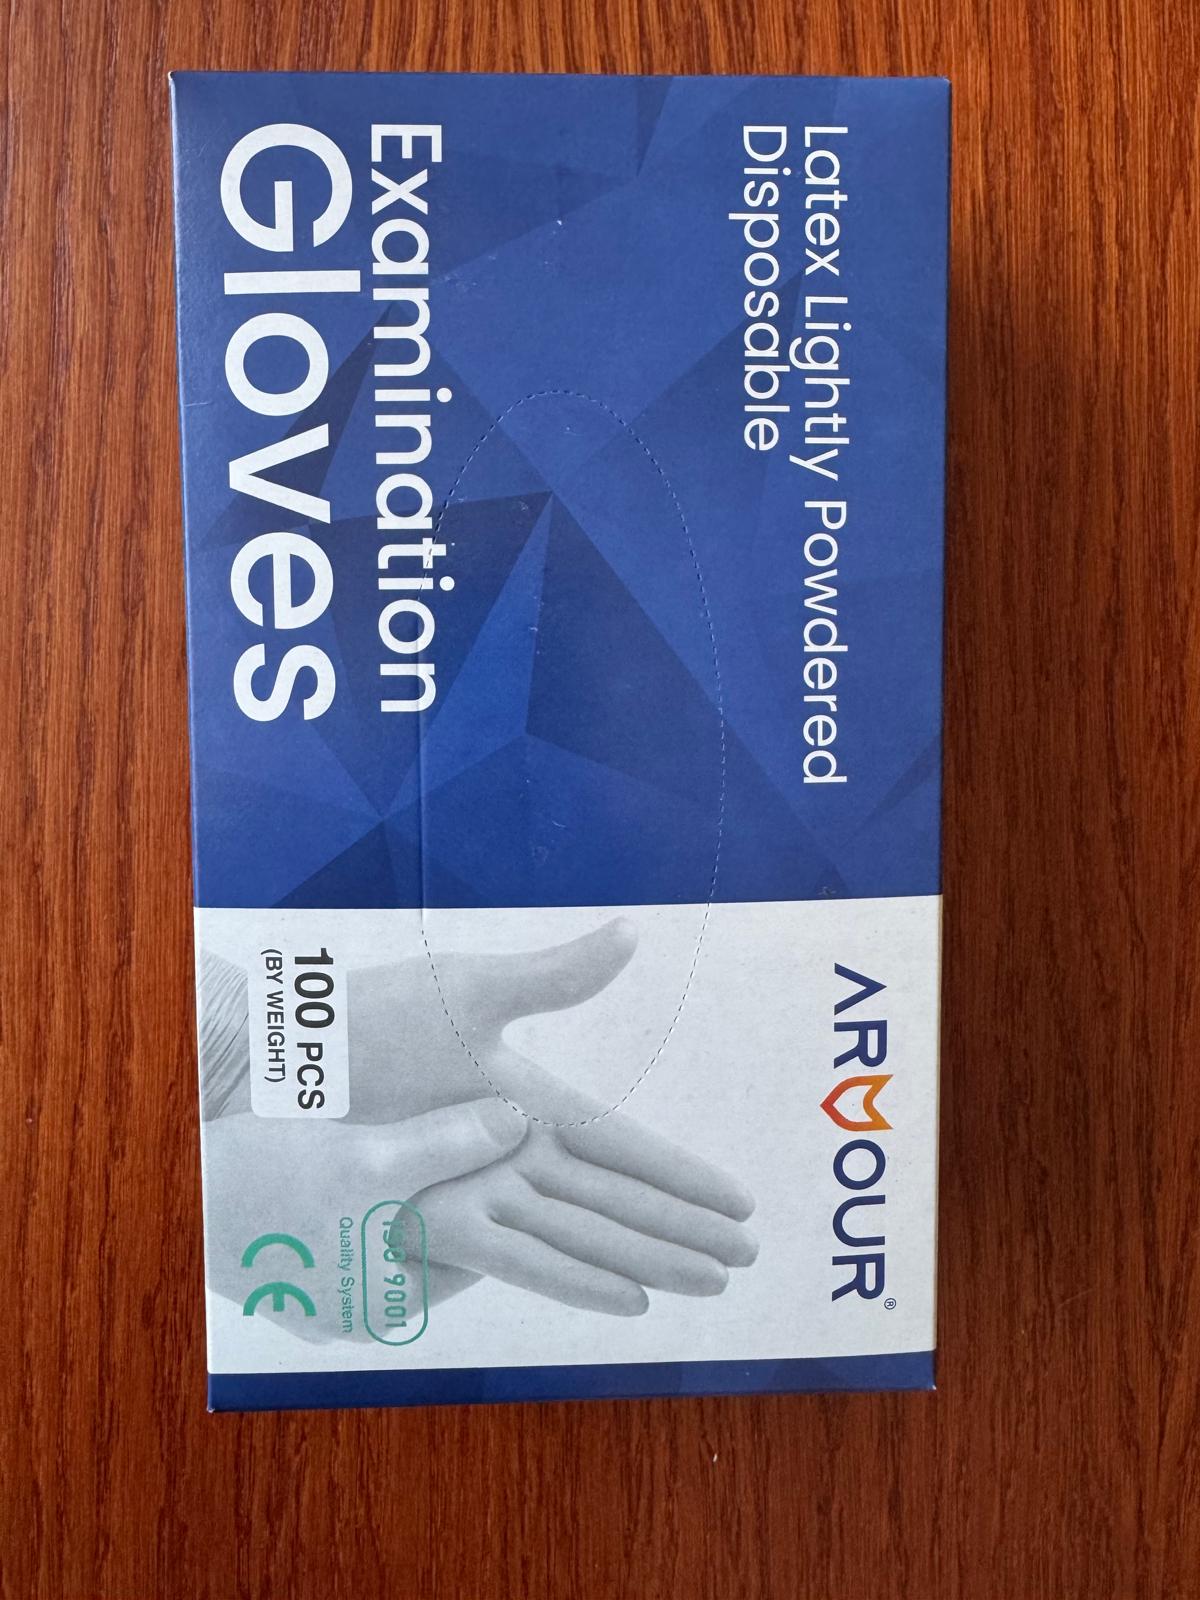 Latex Lightly Powdered
Disposable
Examination
Gloves
ARMOUR®
100 PCS
(BY WEIGHT)
ISO 9001
Quality System
CE